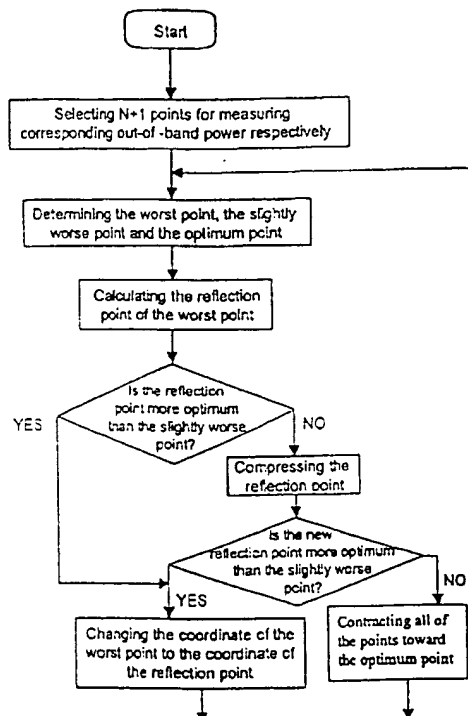 Start
Selecting N+1 points for measuring
corresponding out-of -band power respectively
Determining the worst point, the slightly
worse point and the optimum point
Calculating the reflection
point of the worst point
Is the reflection
point more optimum
than the slightly worse
point?
YES
NO
Compressing the
reflection point
Is the new
reflection point more optimum
than the slightly worse
point?
YES
NO
Changing the coordinate of the
worst point to the coordinate of
the reflection point
Contracting all of
the points toward
the optimum point